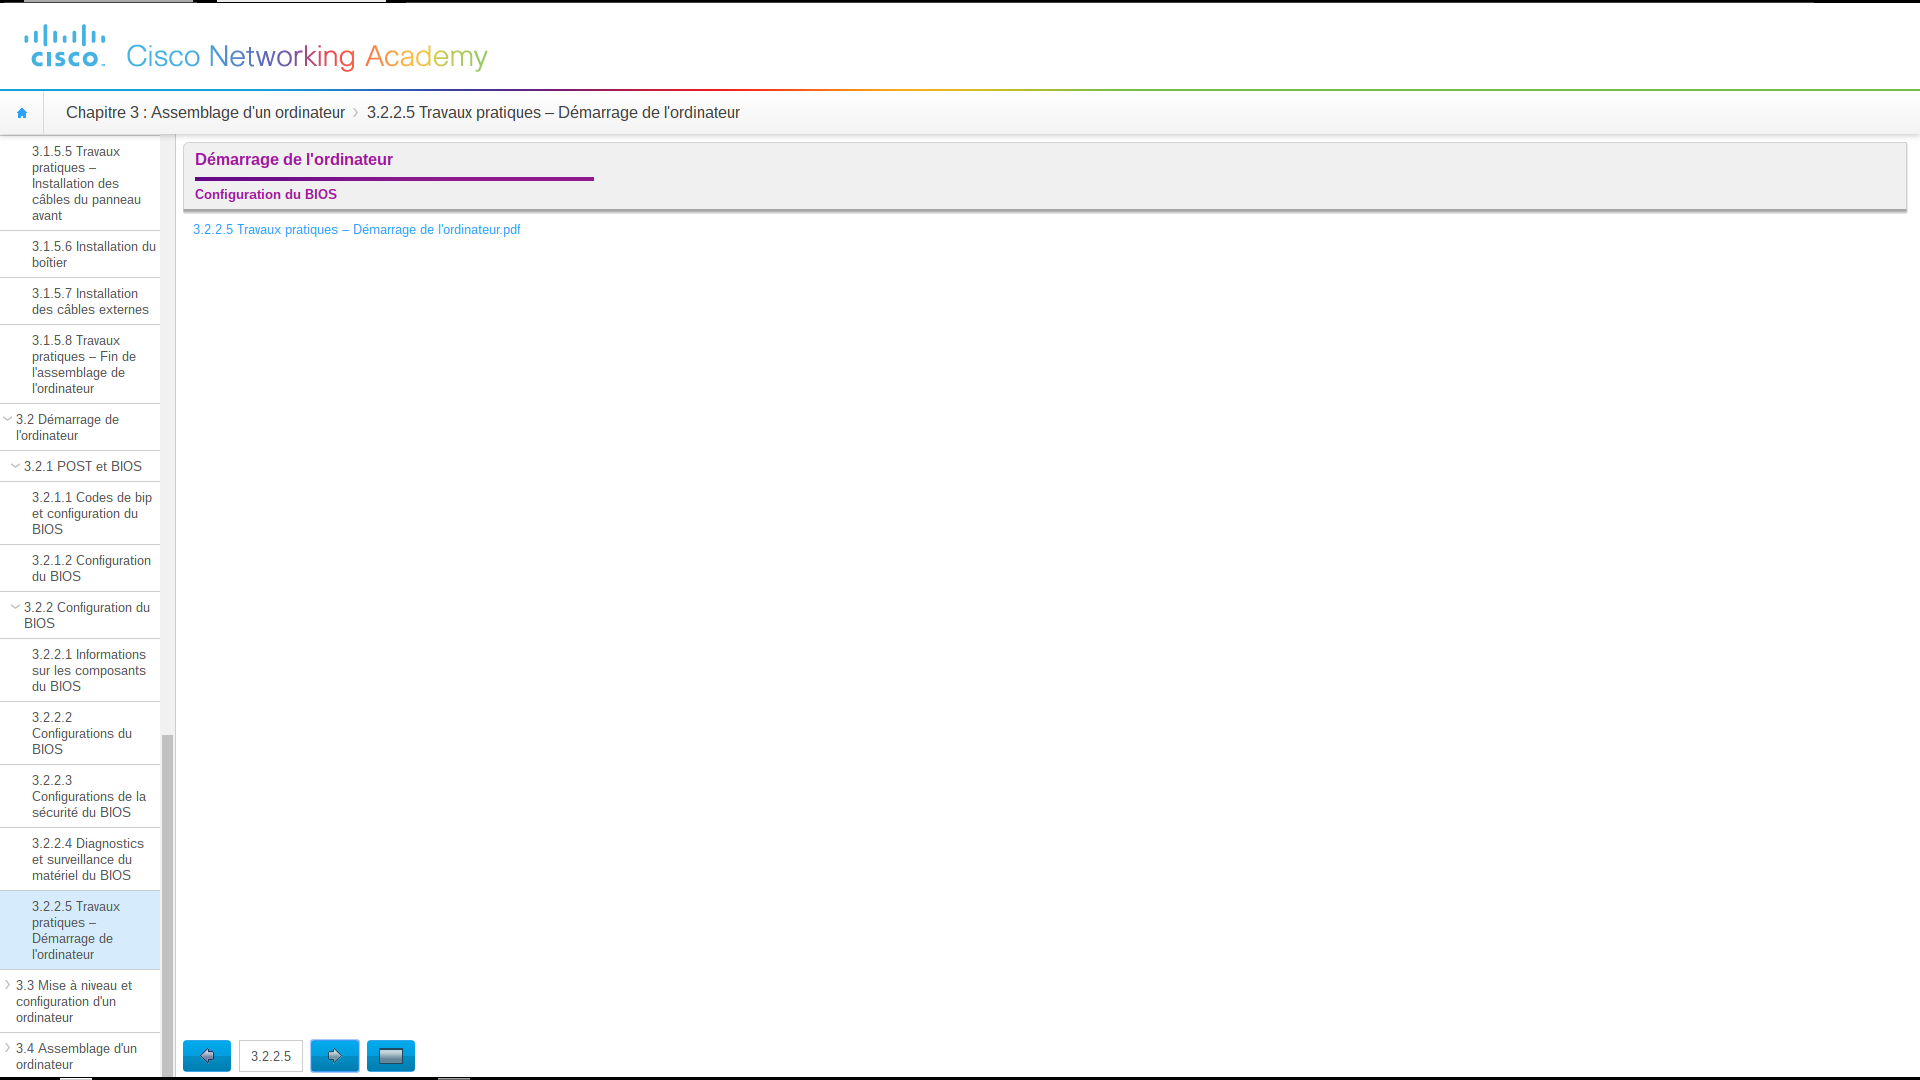 cisco
Cisco Networking Academy
Chapitre 3 : Assemblage d'un ordinateur
3.2.2.5 Travaux pratiques – Démarrage de l'ordinateur
3.1.5.5 Travaux
pratiques –
Installation des
câbles du panneau
avant
3.1.5.6 Installation du
boîtier
3.1.5.7 Installation
des câbles externes
3.1.5.8 Travaux
pratiques – Fin de
l'assemblage de
l'ordinateur
3.2 Démarrage de
l'ordinateur
3.2.1 POST et BIOS
3.2.1.1 Codes de bip
et configuration du
BIOS
3.2.1.2 Configuration
du BIOS
3.2.2 Configuration du
BIOS
3.2.2.1 Informations
sur les composants
du BIOS
3.2.2.2
Configurations du
BIOS
3.2.2.3
Configurations de la
sécurité du BIOS
3.2.2.4 Diagnostics
et surveillance du
matériel du BIOS
3.2.2.5 Travaux
pratiques –
Démarrage de
l'ordinateur
3.3 Mise à niveau et
configuration d'un
ordinateur
3.4 Assemblage d'un
ordinateur
Démarrage de l'ordinateur
Configuration du BIOS
3.2.2.5 Travaux pratiques – Démarrage de l'ordinateur.pdf
3.2.2.5